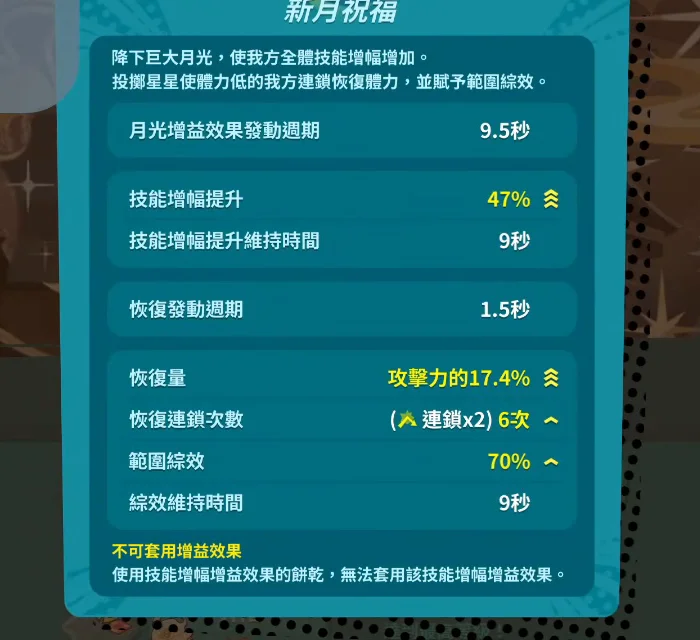 新月祝福
降下巨大月光，使我方全體技能增幅增加。
投擲星星使體力低的我方連鎖恢復體力，並賦予範圍綜效。
月光增益效果發動週期 9.5秒
技能增幅提升 47%
技能增幅提升維持時間 9秒
恢復發動週期 1.5秒
恢復量 攻擊力的17.4%
恢復連鎖次數 (連鎖x2) 6次
範圍綜效 70%
綜效維持時間 9秒
不可套用增益效果
使用技能增幅增益效果的餅乾，無法套用該技能增幅增益效果。